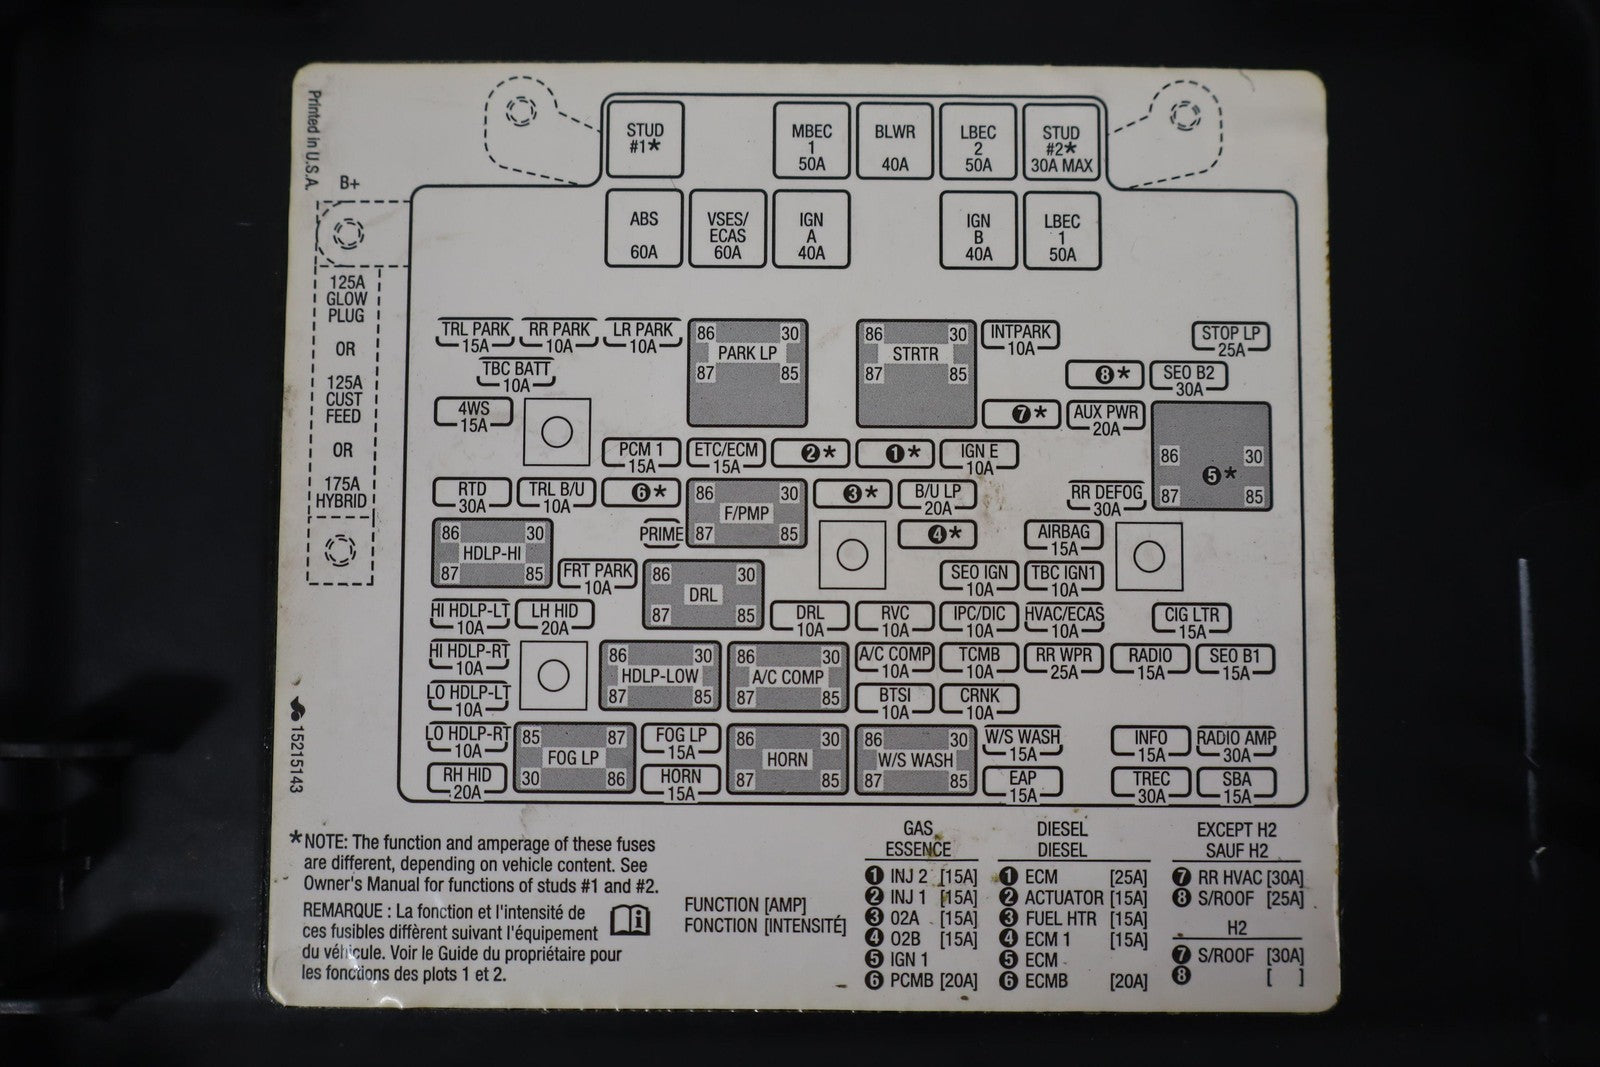 Printed in U.S.A.
B+
125A
GLOW
PLUG
OR
125A
CUST
FEED
OR
175A
HYBRID
15215143
STUD
#1*
MBEC
1
50A
BLWR
40A
LBEC
2
50A
STUD
#2*
30A MAX
ABS
60A
VSES/
ECAS
60A
IGN
A
40A
IGN
B
40A
LBEC
1
50A
TRL PARK
15A
RR PARK
10A
LR PARK
10A
86 30
PARK LP
87 85
86 30
STRTR
87 85
INTPARK
10A
STOP LP
25A
TBC BATT
10A
8*
SEO B2
30A
4WS
15A
7*
AUX PWR
20A
86 30
5*
87 85
PCM 1
15A
ETC/ECM
15A
2*
1*
IGN E
10A
RTD
30A
TRL B/U
10A
6*
86 30
F/PMP
87 85
3*
B/U LP
20A
RR DEFOG
30A
PRIME
4*
AIRBAG
15A
86 30
HDLP-HI
87 85
FRT PARK
10A
86 30
DRL
87 85
SEO IGN
10A
TBC IGN1
10A
HI HDLP-LT
10A
LH HID
20A
DRL
10A
RVC
10A
IPC/DIC
10A
HVAC/ECAS
10A
CIG LTR
15A
HI HDLP-RT
10A
86 30
HDLP-LOW
87 85
86 30
A/C COMP
87 85
A/C COMP
10A
TCMB
10A
RR WPR
25A
RADIO
15A
SEO B1
15A
LO HDLP-LT
10A
BTSI
10A
CRNK
10A
LO HDLP-RT
10A
85 87
FOG LP
30 86
FOG LP
15A
86 30
HORN
87 85
86 30
W/S WASH
87 85
W/S WASH
15A
INFO
15A
RADIO AMP
30A
RH HID
20A
HORN
15A
EAP
15A
TREC
30A
SBA
15A
*NOTE: The function and amperage of these fuses
are different, depending on vehicle content. See
Owner's Manual for functions of studs #1 and #2.
REMARQUE : La fonction et l'intensité de
ces fusibles diffèrent suivant l'équipement
du véhicule. Voir le Guide du propriétaire pour
les fonctions des plots 1 et 2.
FUNCTION [AMP]
FONCTION [INTENSITÉ]
GAS
ESSENCE
1 INJ 2 [15A]
2 INJ 1 [15A]
3 02A [15A]
4 02B [15A]
5 IGN 1
6 PCMB [20A]
DIESEL
DIESEL
1 ECM [25A]
2 ACTUATOR [15A]
3 FUEL HTR [15A]
4 ECM 1 [15A]
5 ECM
6 ECMB [20A]
EXCEPT H2
SAUF H2
7 RR HVAC [30A]
8 S/ROOF [25A]
H2
7 S/ROOF [30A]
8 [ ]